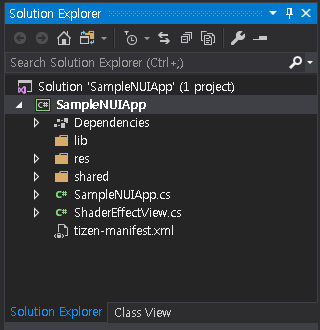 Solution Explorer
Search Solution Explorer (Ctrl+;)
Solution 'SampleNUIApp' (1 project)
C# SampleNUIApp
Dependencies
lib
res
shared
C# SampleNUIApp.cs
C# ShaderEffectView.cs
tizen-manifest.xml
Solution Explorer Class View